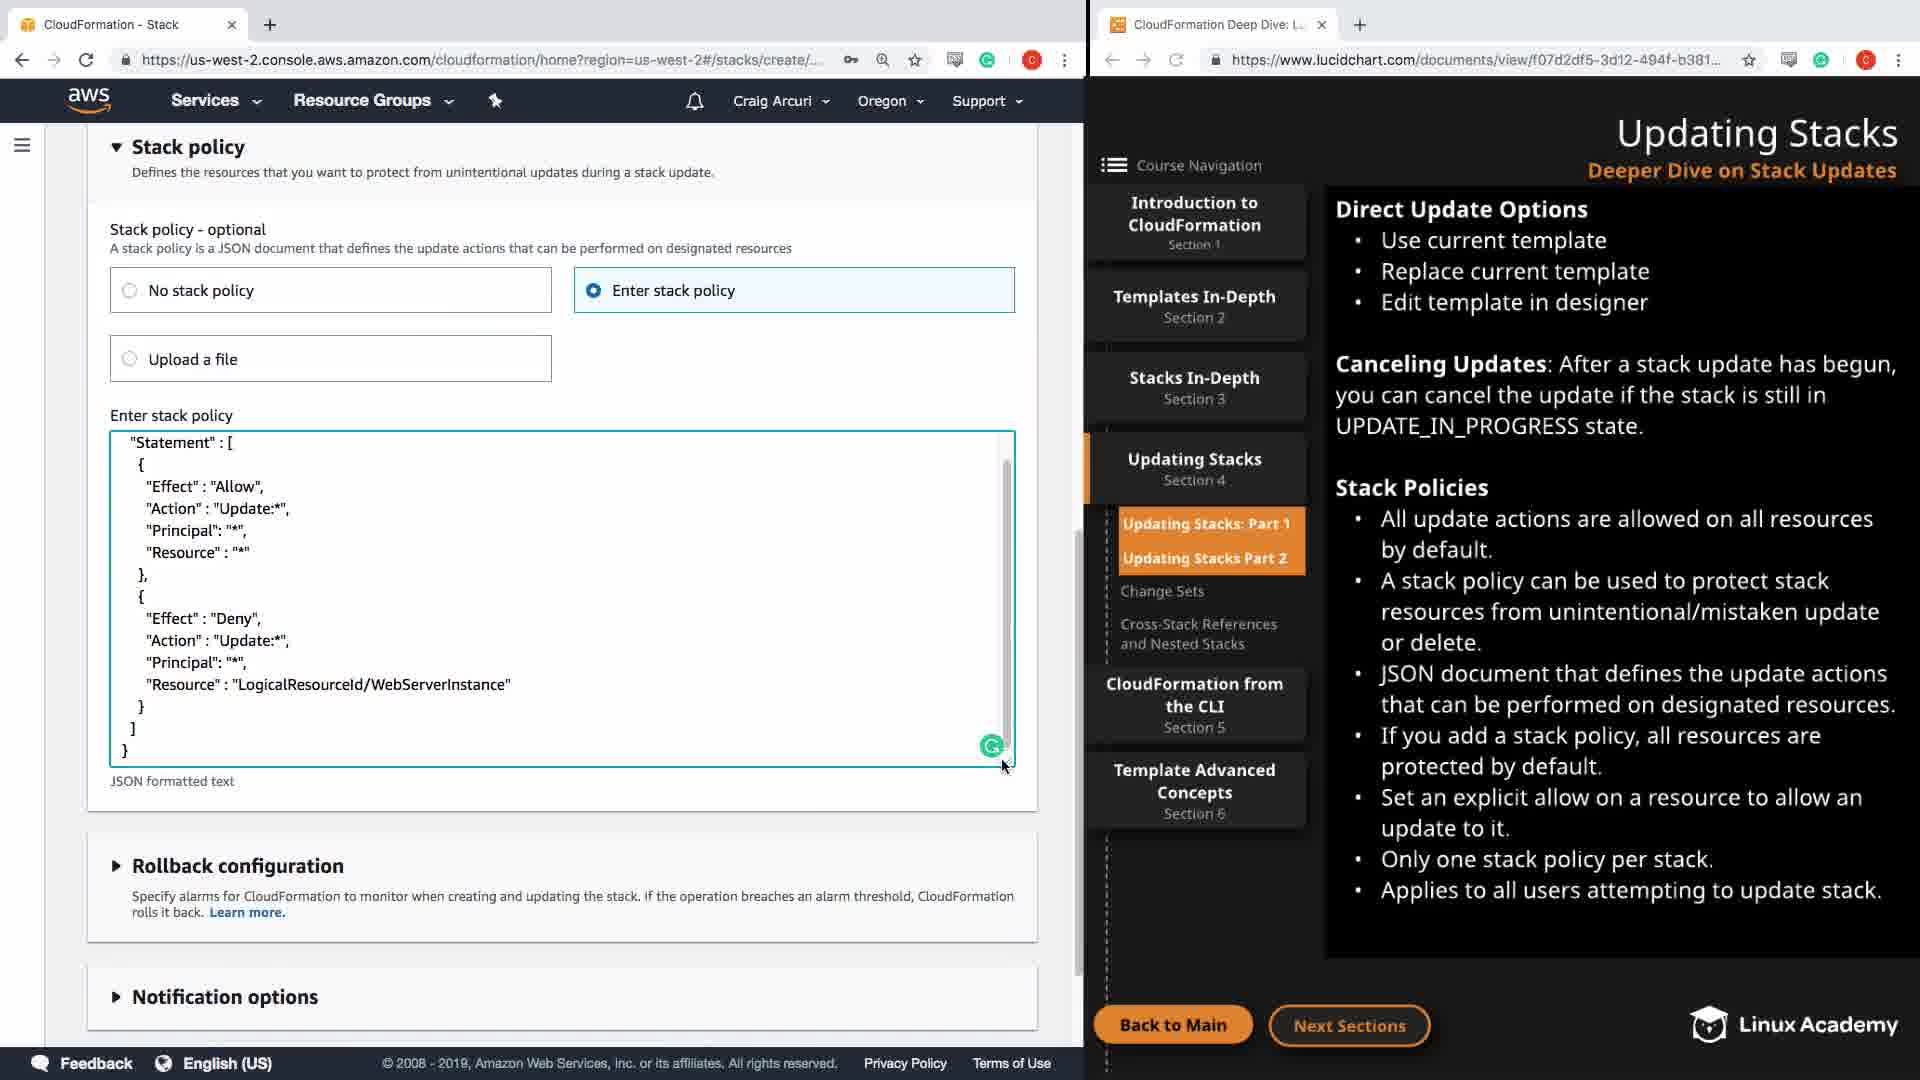 CloudFormation - Stack
https://us-west-2.console.aws.amazon.com/cloudformation/home?region=us-west-2#/stacks/create/...
C
aws
Services
Resource Groups
Craig Arcuri
Oregon
Support
Stack policy
Defines the resources that you want to protect from unintentional updates during a stack update.
Stack policy - optional
A stack policy is a JSON document that defines the update actions that can be performed on designated resources
No stack policy
Enter stack policy
Upload a file
Enter stack policy
"Statement" : [
{
"Effect" : "Allow",
"Action" : "Update:*",
"Principal": "*",
"Resource" : "*"
},
{
"Effect" : "Deny",
"Action" : "Update:*",
"Principal": "*",
"Resource" : "LogicalResourceId/WebServerInstance"
}
]
}
JSON formatted text
Rollback configuration
Specify alarms for CloudFormation to monitor when creating and updating the stack. If the operation breaches an alarm threshold, CloudFormation
rolls it back. Learn more.
Notification options
Feedback
English (US)
© 2008 - 2019, Amazon Web Services, Inc. or its affiliates. All rights reserved.
Privacy Policy
Terms of Use
CloudFormation Deep Dive: L...
https://www.lucidchart.com/documents/view/f07d2df5-3d12-494f-b381...
C
Updating Stacks
Deeper Dive on Stack Updates
Course Navigation
Introduction to
CloudFormation
Section 1
Templates In-Depth
Section 2
Stacks In-Depth
Section 3
Updating Stacks
Section 4
Updating Stacks: Part 1
Updating Stacks Part 2
Change Sets
Cross-Stack References
and Nested Stacks
CloudFormation from
the CLI
Section 5
Template Advanced
Concepts
Section 6
Direct Update Options
• Use current template
• Replace current template
• Edit template in designer
Canceling Updates: After a stack update has begun,
you can cancel the update if the stack is still in
UPDATE_IN_PROGRESS state.
Stack Policies
• All update actions are allowed on all resources
by default.
• A stack policy can be used to protect stack
resources from unintentional/mistaken update
or delete.
• JSON document that defines the update actions
that can be performed on designated resources.
• If you add a stack policy, all resources are
protected by default.
• Set an explicit allow on a resource to allow an
update to it.
• Only one stack policy per stack.
• Applies to all users attempting to update stack.
Back to Main
Next Sections
Linux Academy